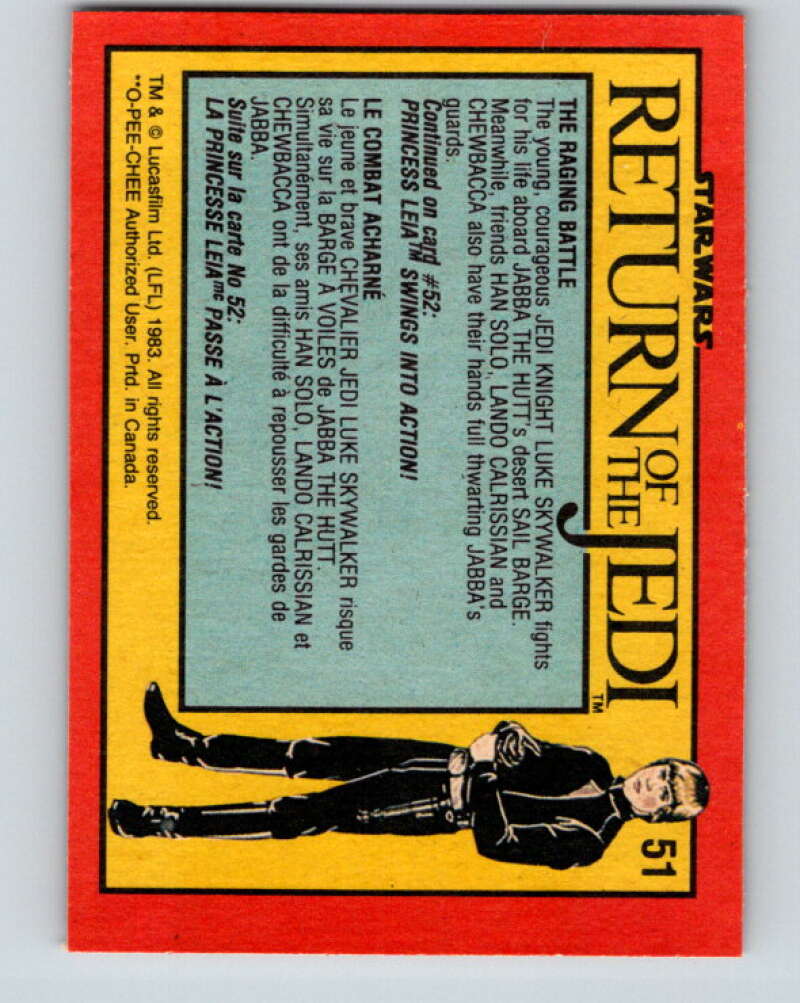 STAR WARS
RETURN OF THE JEDI™
51
THE RAGING BATTLE
The young, courageous JEDI KNIGHT LUKE SKYWALKER fights
for his life aboard JABBA THE HUTT's desert SAIL BARGE.
Meanwhile, friends HAN SOLO, LANDO CALRISSIAN and
CHEWBACCA also have their hands full thwarting JABBA's
guards.
Continued on card #52:
PRINCESS LEIA™ SWINGS INTO ACTION!
LE COMBAT ACHARNÉ
Le jeune et brave CHEVALIER JEDI LUKE SKYWALKER risque
sa vie sur la BARGE À VOILES de JABBA THE HUTT.
Simultanément, ses amis HAN SOLO, LANDO CALRISSIAN et
CHEWBACCA ont de la difficulté à repousser les gardes de
JABBA.
Suite sur la carte No 52:
LA PRINCESSE LEIAmc PASSE À L'ACTION!
TM & © Lucasfilm Ltd. (LFL) 1983. All rights reserved.
**O-PEE-CHEE Authorized User. Prtd. in Canada.